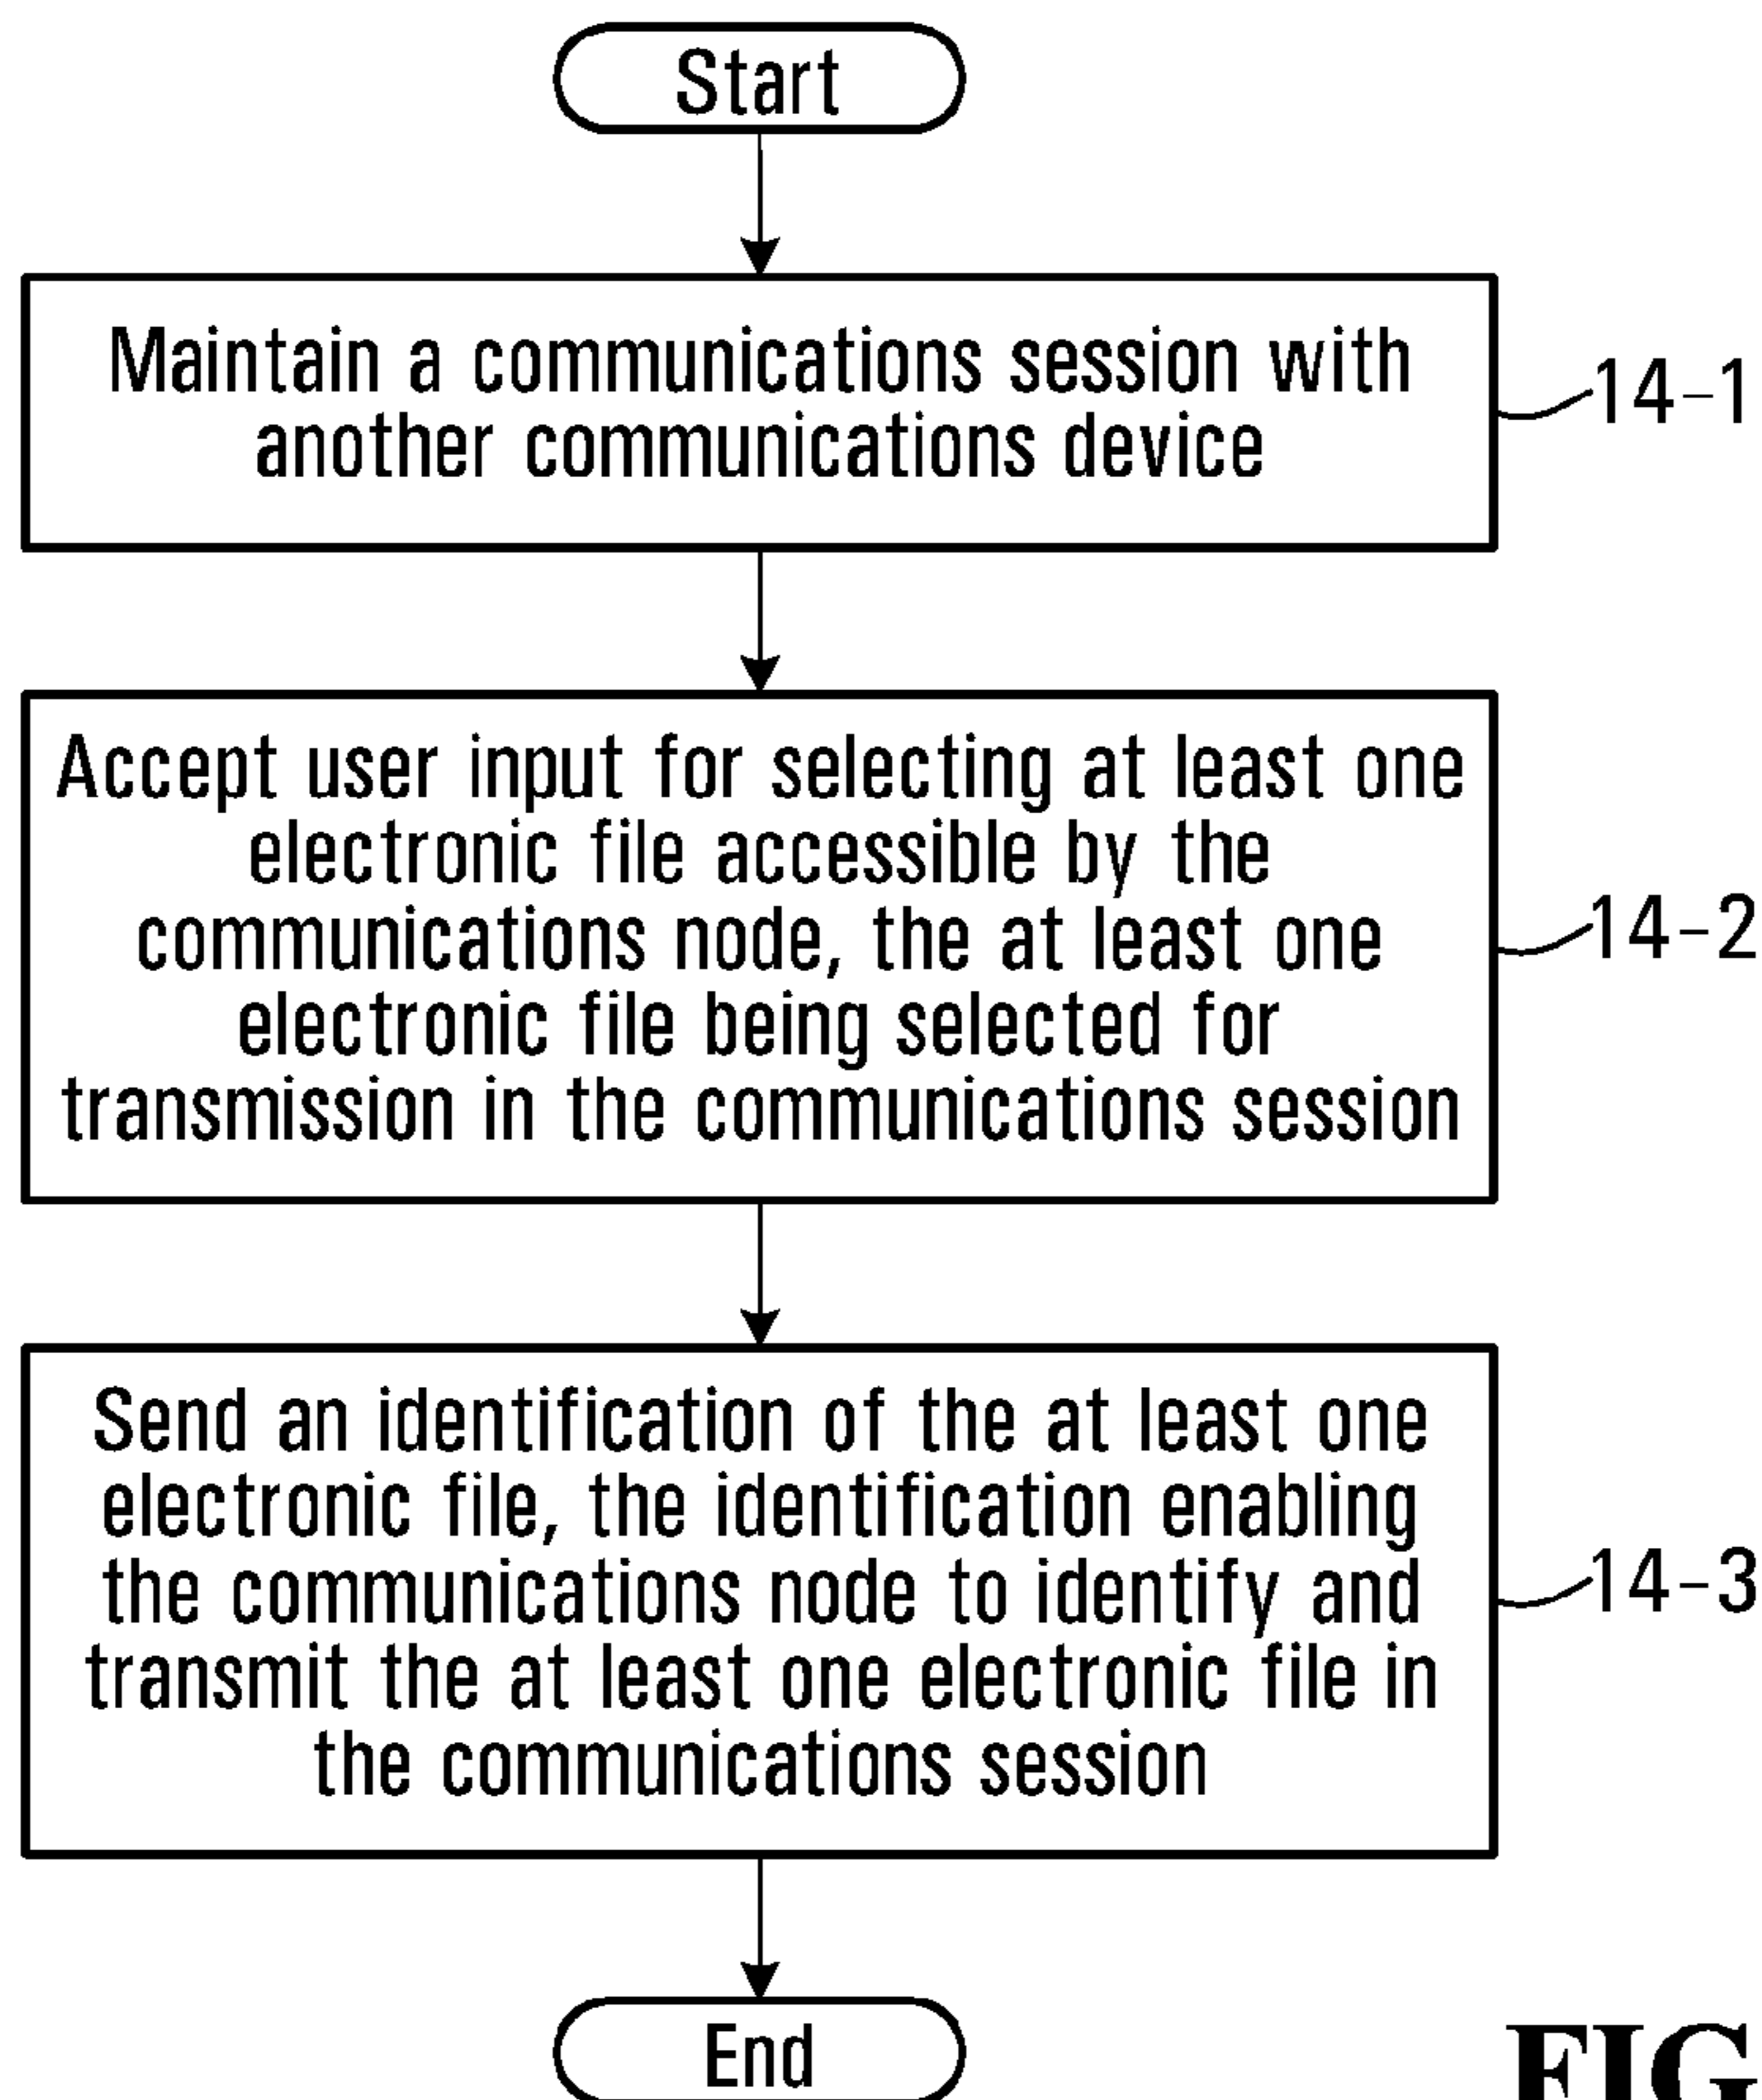 Start
Maintain a communications session with
another communications device
14-1
Accept user input for selecting at least one
electronic file accessible by the
communications node, the at least one
electronic file being selected for
transmission in the communications session
14-2
Send an identification of the at least one
electronic file, the identification enabling
the communications node to identify and
transmit the at least one electronic file in
the communications session
14-3
End
FIG